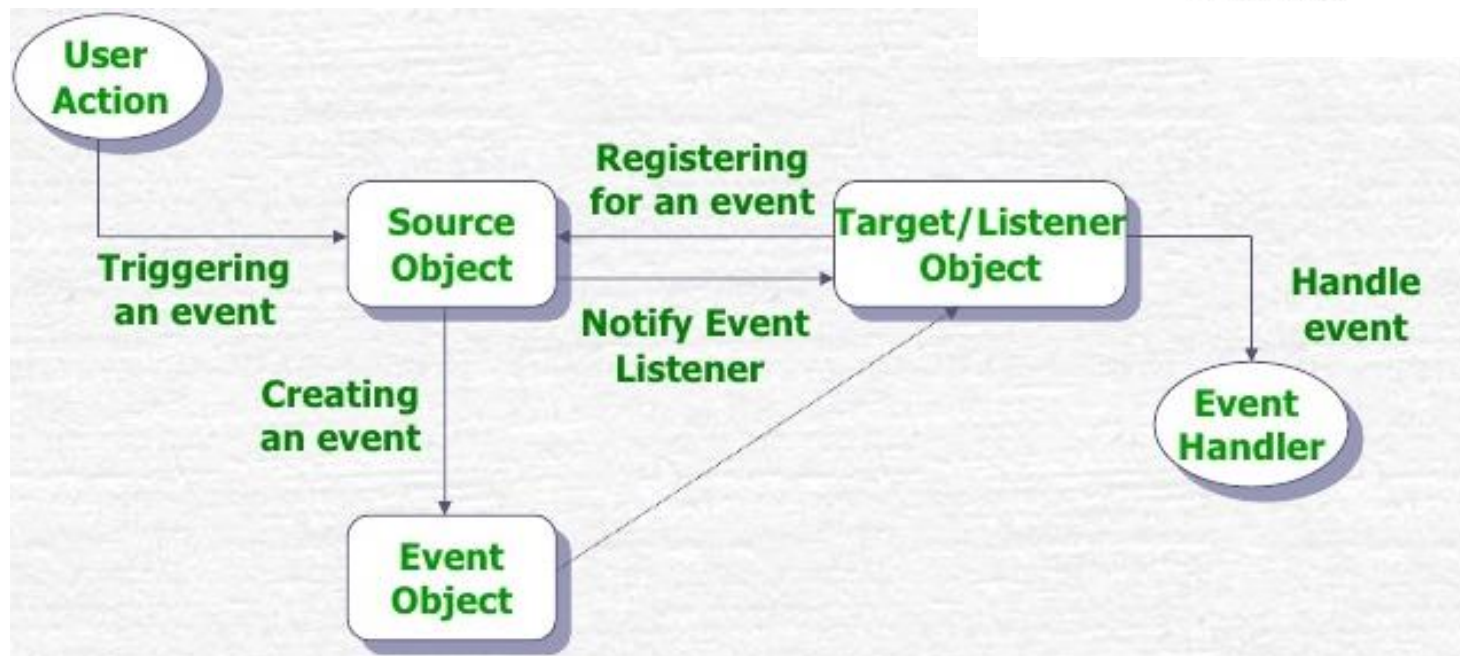 User
Action
Registering
for an event
Source
Object
Target/Listener
Object
Triggering
an event
Handle
event
Notify Event
Listener
Creating
an event
Event
Handler
Event
Object